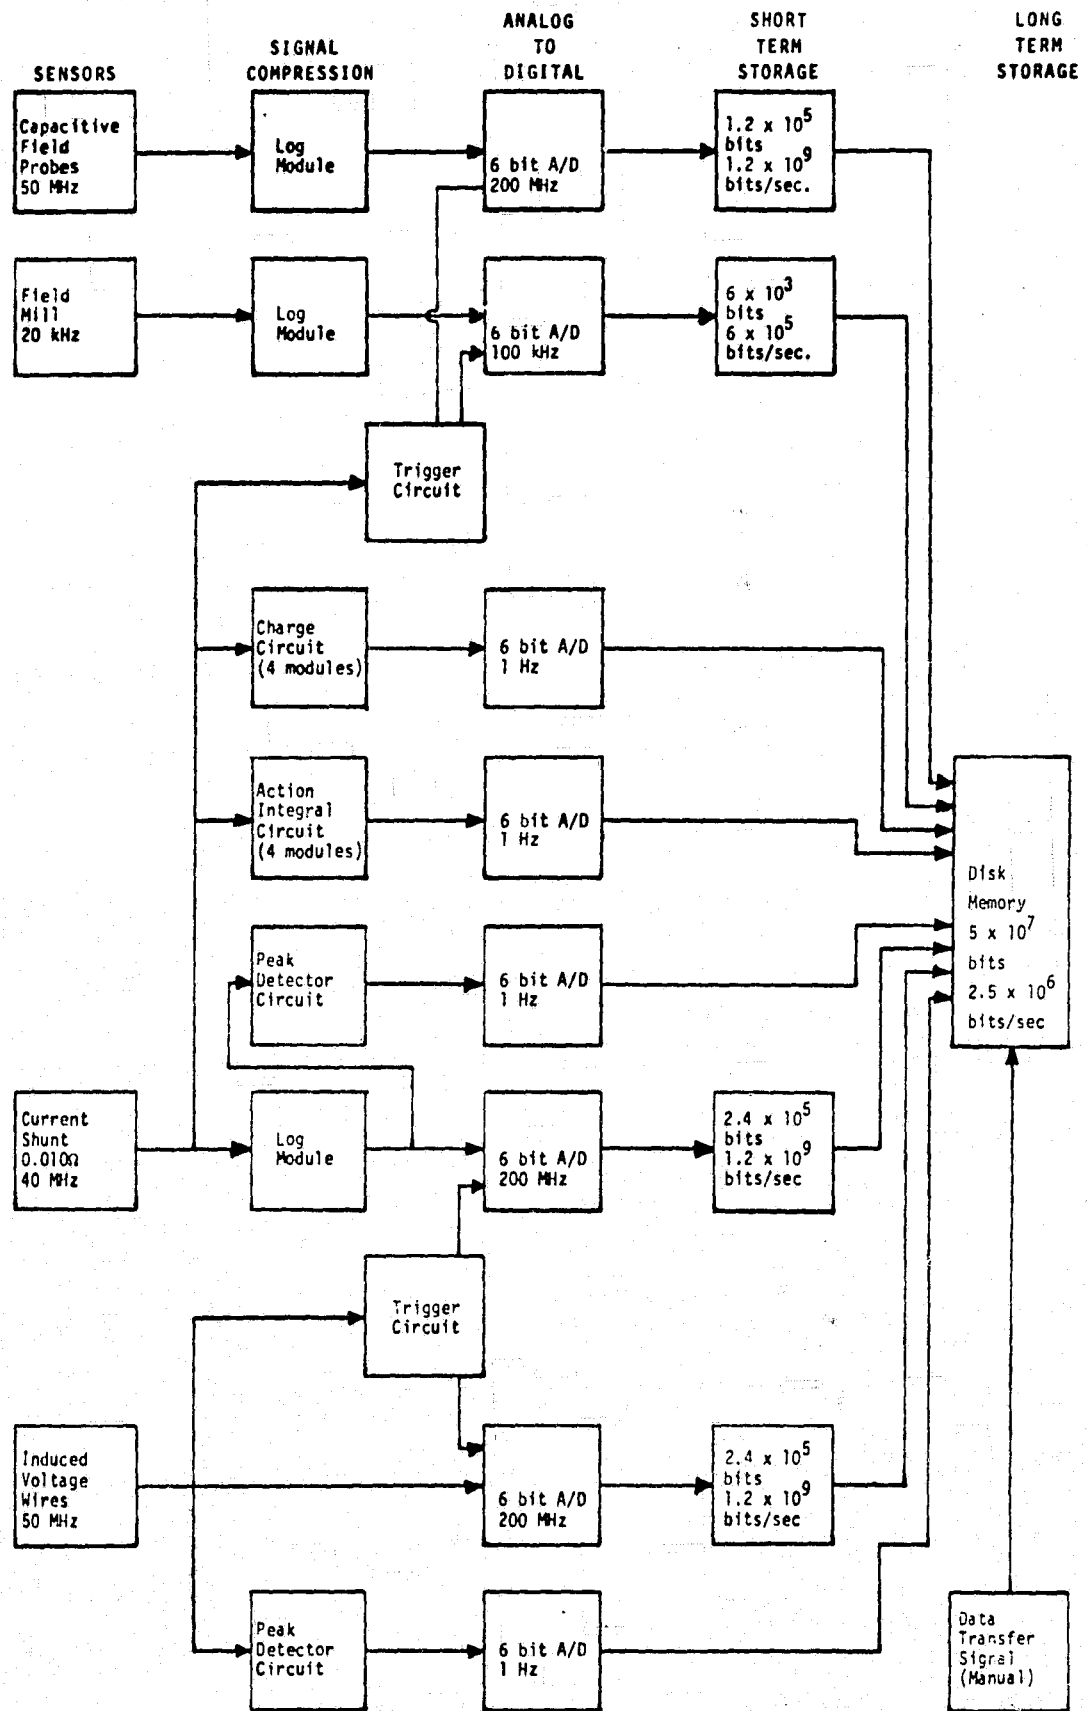 SENSORS
SIGNAL
COMPRESSION
ANALOG
TO
DIGITAL
SHORT
TERM
STORAGE
LONG
TERM
STORAGE
Capacitive
Field
Probes
50 MHz
Log
Module
6 bit A/D
200 MHz
1.2 x 10^5
bits
1.2 x 10^9
bits/sec.
Field
Mill
20 kHz
Log
Module
6 bit A/D
100 kHz
6 x 10^3
bits
6 x 10^5
bits/sec.
Trigger
Circuit
Charge
Circuit
(4 modules)
6 bit A/D
1 Hz
Action
Integral
Circuit
(4 modules)
6 bit A/D
1 Hz
Disk
Memory
5 x 10^7
bits
2.5 x 10^6
bits/sec
Peak
Detector
Circuit
6 bit A/D
1 Hz
Current
Shunt
0.010Ω
40 MHz
Log
Module
6 bit A/D
200 MHz
2.4 x 10^5
bits
1.2 x 10^9
bits/sec
Trigger
Circuit
Induced
Voltage
Wires
50 MHz
6 bit A/D
200 MHz
2.4 x 10^5
bits
1.2 x 10^9
bits/sec
Peak
Detector
Circuit
6 bit A/D
1 Hz
Data
Transfer
Signal
(Manual)